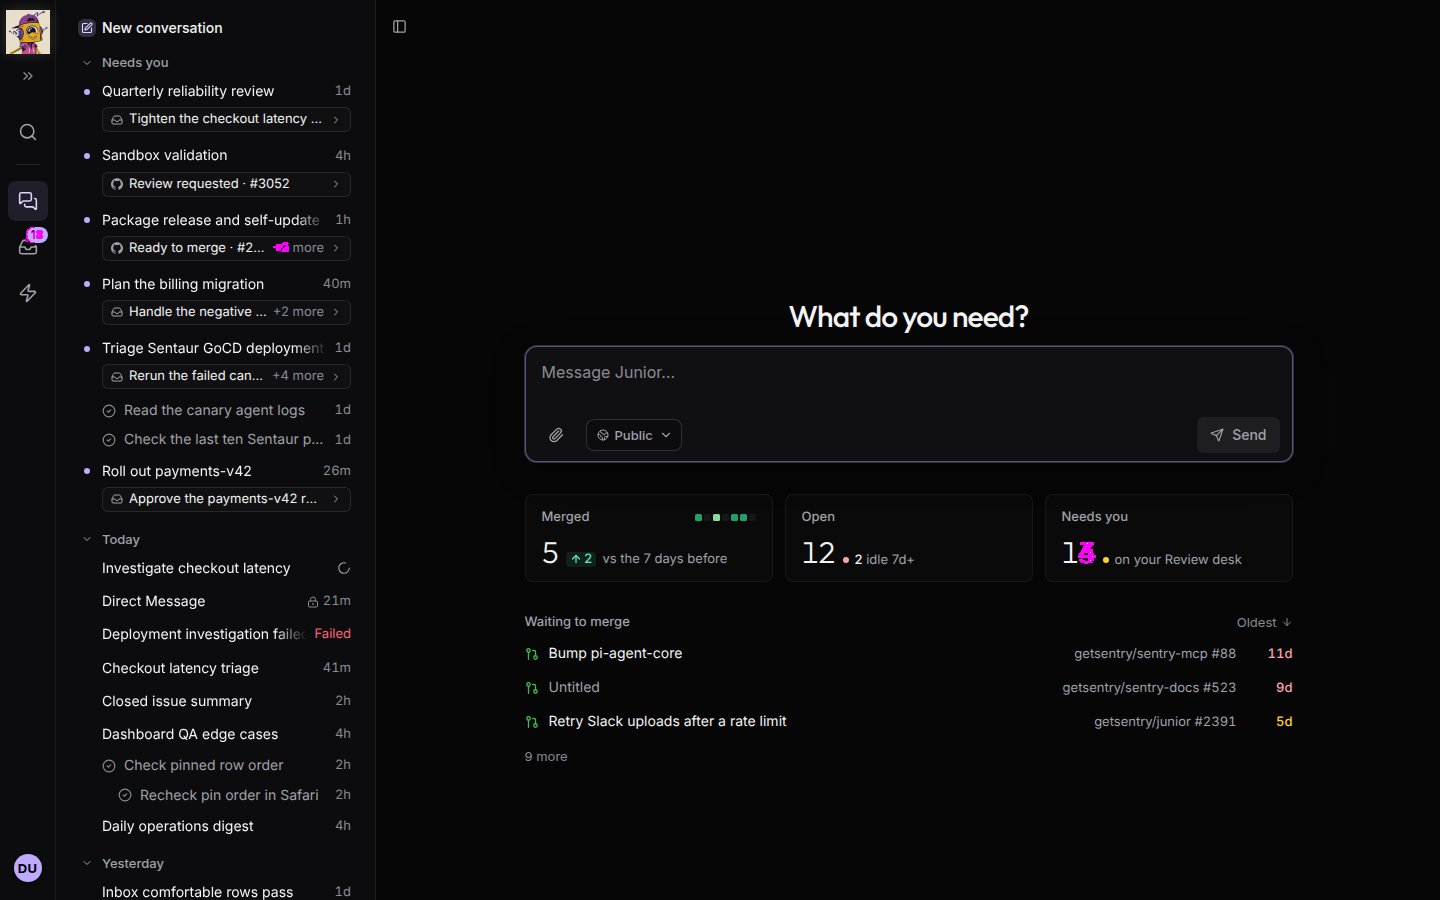 New conversation
Needs you
Quarterly reliability review 1d
Tighten the checkout latency ...
Sandbox validation 4h
Review requested · #3052
Package release and self-update 1h
Ready to merge · #2... more
Plan the billing migration 40m
Handle the negative ... +2 more
Triage Sentaur GoCD deployment 1d
Rerun the failed can... +4 more
Read the canary agent logs 1d
Check the last ten Sentaur p... 1d
Roll out payments-v42 26m
Approve the payments-v42 r...
Today
Investigate checkout latency
Direct Message 21m
Deployment investigation failed Failed
Checkout latency triage 41m
Closed issue summary 2h
Dashboard QA edge cases 4h
Check pinned row order 2h
Recheck pin order in Safari 2h
Daily operations digest 4h
Yesterday
Inbox comfortable rows pass 1d
DU
What do you need?
Message Junior...
Public
Send
Merged
5 2 vs the 7 days before
Open
12 2 idle 7d+
Needs you
on your Review desk
Waiting to merge Oldest
Bump pi-agent-core getsentry/sentry-mcp #88 11d
Untitled getsentry/sentry-docs #523 9d
Retry Slack uploads after a rate limit getsentry/junior #2391 5d
9 more